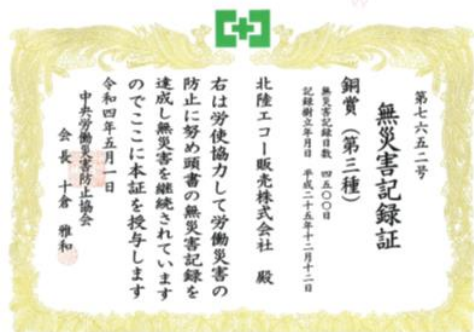 第七六五二号
無災害記録証
銅賞（第三種）
無災害記録日数 四五〇〇日
記録樹立年月日 平成二十五年十二月十二日
北陸エコー販売株式会社 殿
右は労使協力して労働災害の
防止に努め頭書の無災害記録を
達成し無災害を継続されています
のでここに本証を授与します
令和四年五月一日
中央労働災害防止協会
会長 十倉 雅和